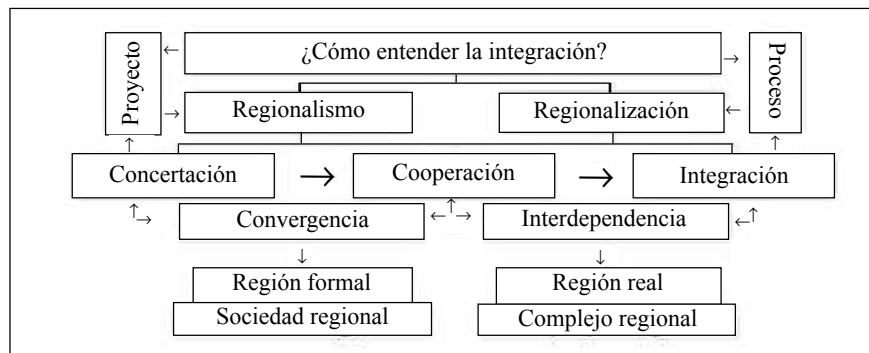 ¿Cómo entender la integración?
Proyecto
Proceso
Regionalismo
Regionalización
Concertación
Cooperación
Integración
Convergencia
Interdependencia
Región formal
Región real
Sociedad regional
Complejo regional